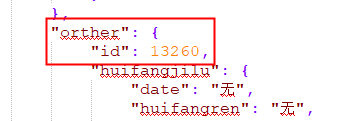 },
"orther": {
"id": 13260,
"huifangjilu": {
"date": "无",
"huifangren": "无",